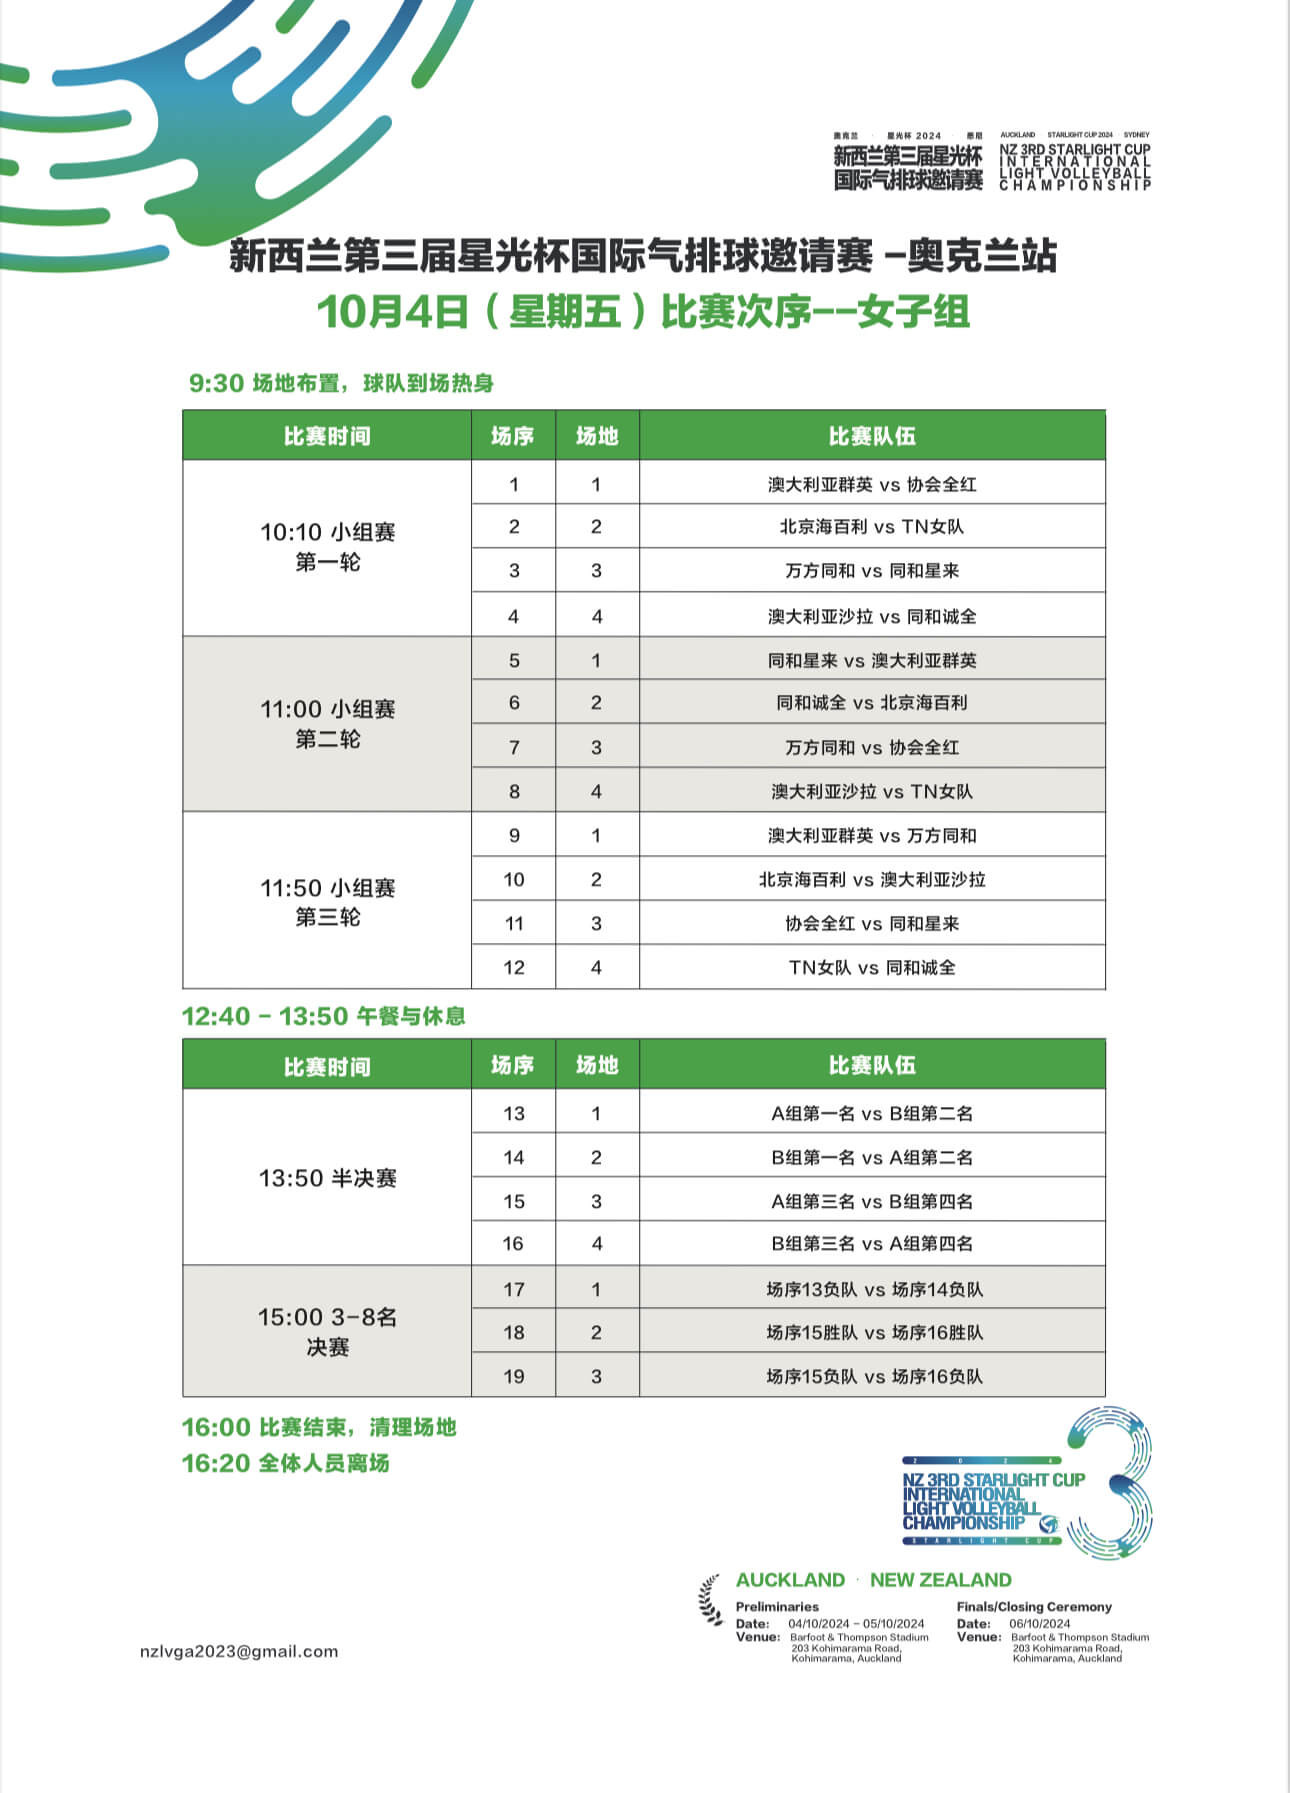 奥克兰 · 星光杯 2024 · 悉尼
新西兰第三届星光杯
国际气排球邀请赛
AUCKLAND STARLIGHT CUP 2024 SYDNEY
NZ 3RD STARLIGHT CUP
INTERNATIONAL
LIGHT VOLLEYBALL
CHAMPIONSHIP
新西兰第三届星光杯国际气排球邀请赛 –奥克兰站
10月4日（星期五）比赛次序––女子组
9:30 场地布置，球队到场热身
比赛时间 场序 场地 比赛队伍
10:10 小组赛
第一轮
1 1 澳大利亚群英 vs 协会全红
2 2 北京海百利 vs TN女队
3 3 万方同和 vs 同和星来
4 4 澳大利亚沙拉 vs 同和诚全
11:00 小组赛
第二轮
5 1 同和星来 vs 澳大利亚群英
6 2 同和诚全 vs 北京海百利
7 3 万方同和 vs 协会全红
8 4 澳大利亚沙拉 vs TN女队
11:50 小组赛
第三轮
9 1 澳大利亚群英 vs 万方同和
10 2 北京海百利 vs 澳大利亚沙拉
11 3 协会全红 vs 同和星来
12 4 TN女队 vs 同和诚全
12:40 – 13:50 午餐与休息
比赛时间 场序 场地 比赛队伍
13:50 半决赛
13 1 A组第一名 vs B组第二名
14 2 B组第一名 vs A组第二名
15 3 A组第三名 vs B组第四名
16 4 B组第三名 vs A组第四名
15:00 3–8名
决赛
17 1 场序13负队 vs 场序14负队
18 2 场序15胜队 vs 场序16胜队
19 3 场序15负队 vs 场序16负队
16:00 比赛结束，清理场地
16:20 全体人员离场
2 0 2 4
NZ 3RD STARLIGHT CUP
INTERNATIONAL
LIGHT VOLLEYBALL
CHAMPIONSHIP
STARLIGHT CUP
3
AUCKLAND · NEW ZEALAND
Preliminaries
Date: 04/10/2024 – 05/10/2024
Venue: Barfoot & Thompson Stadium
203 Kohimarama Road,
Kohimarama, Auckland
Finals/Closing Ceremony
Date: 06/10/2024
Venue: Barfoot & Thompson Stadium
203 Kohimarama Road,
Kohimarama, Auckland
nzlvga2023@gmail.com